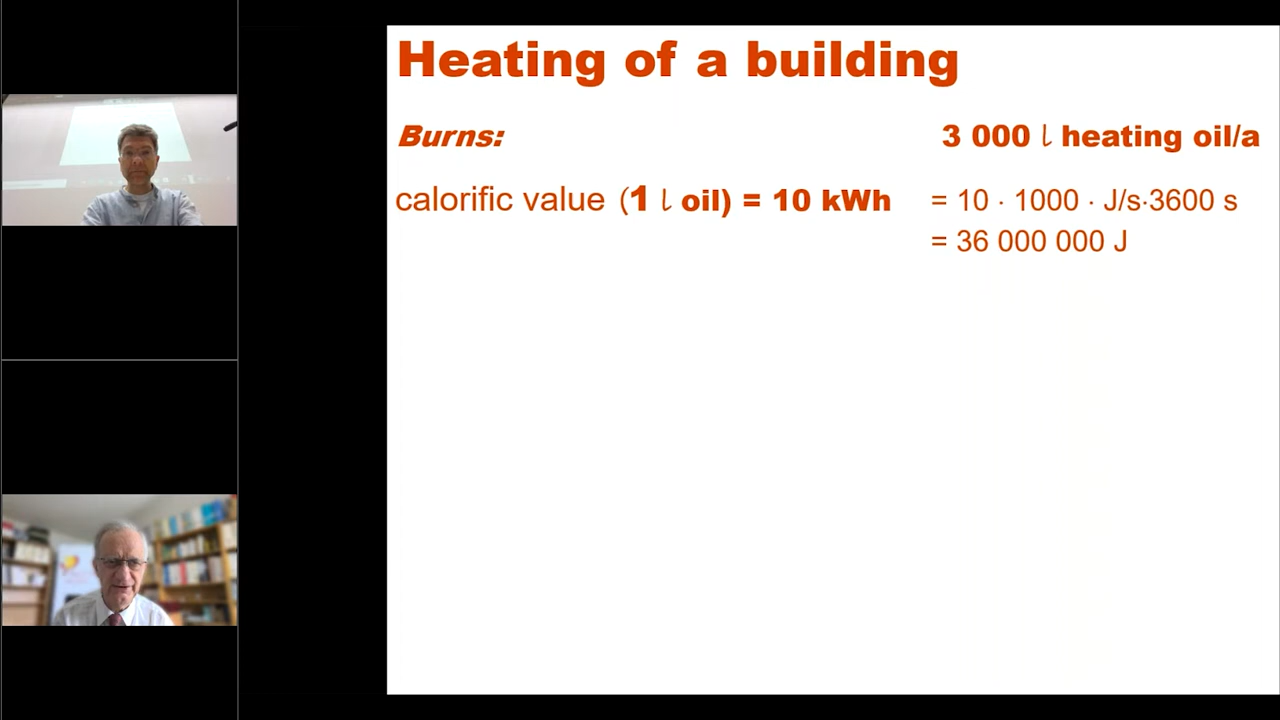 Heating of a building
Burns: 3 000 l heating oil/a
calorific value (1 l oil) = 10 kWh = 10 · 1000 · J/s·3600 s
= 36 000 000 J